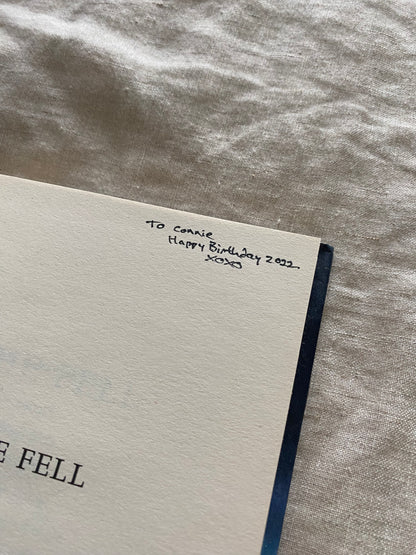 To Connie
Happy Birthday 2022
XOXO
E FELL